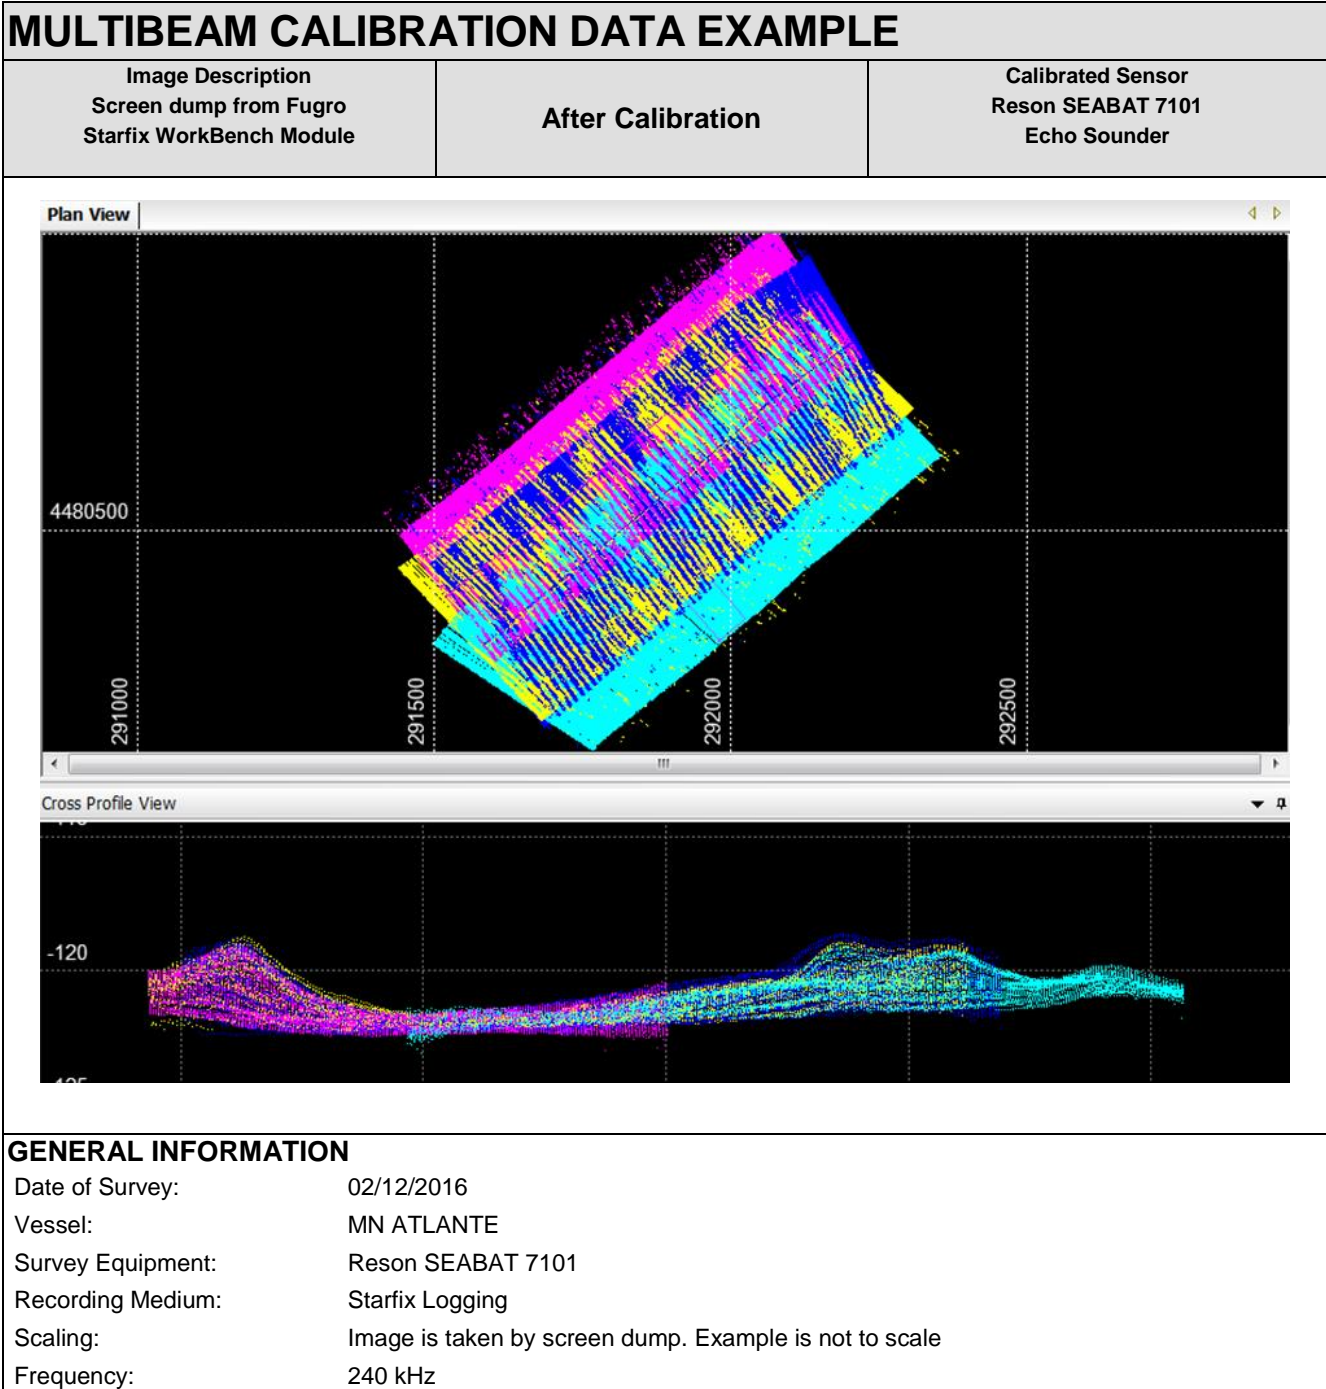 MULTIBEAM CALIBRATION DATA EXAMPLE
Image Description
Screen dump from Fugro
Starfix WorkBench Module
After Calibration
Calibrated Sensor
Reson SEABAT 7101
Echo Sounder
Plan View
4480500
291000
291500
292000
292500
Cross Profile View
-120
GENERAL INFORMATION
Date of Survey: 02/12/2016
Vessel: MN ATLANTE
Survey Equipment: Reson SEABAT 7101
Recording Medium: Starfix Logging
Scaling: Image is taken by screen dump. Example is not to scale
Frequency: 240 kHz